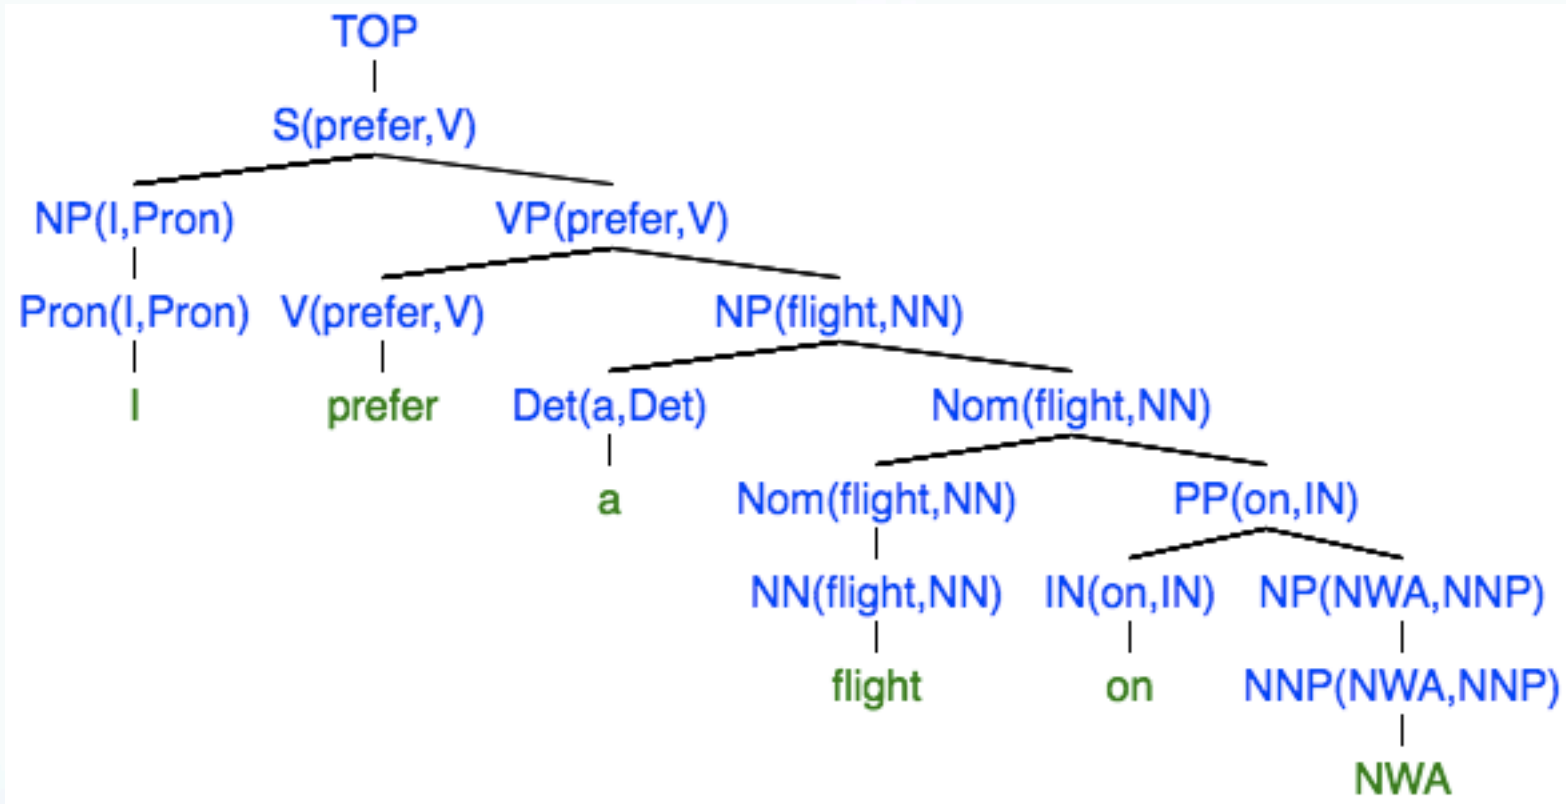 TOP
S(prefer,V)
NP(I,Pron) VP(prefer,V)
Pron(I,Pron) V(prefer,V) NP(flight,NN)
I prefer Det(a,Det) Nom(flight,NN)
a Nom(flight,NN) PP(on,IN)
NN(flight,NN) IN(on,IN) NP(NWA,NNP)
flight on NNP(NWA,NNP)
NWA